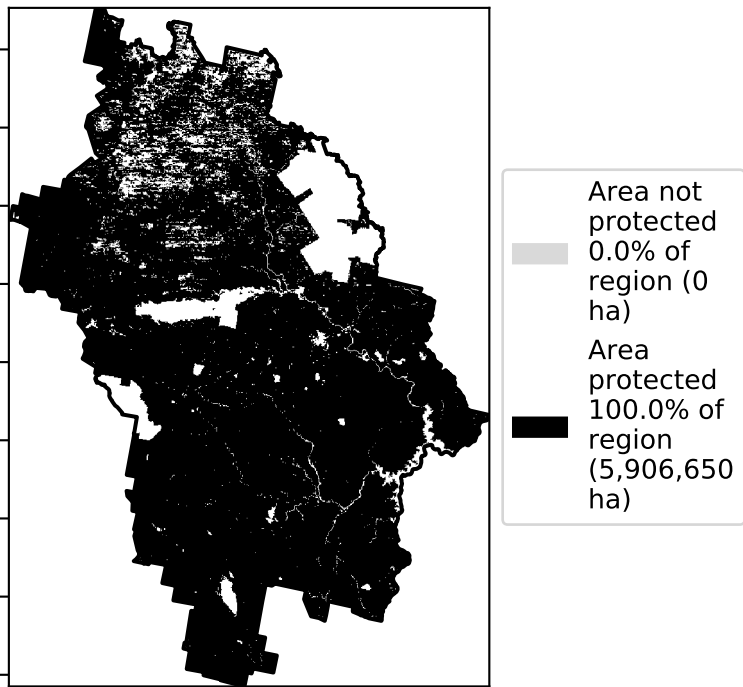 Area not
protected
0.0% of
region (0
ha)
Area
protected
100.0% of
region
(5,906,650
ha)